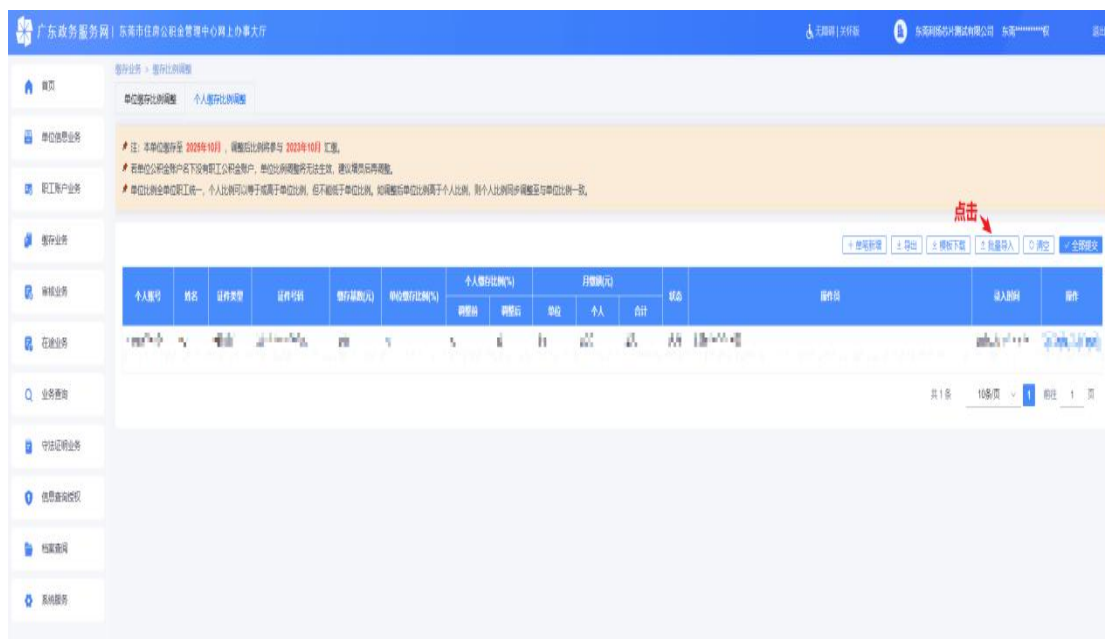 广东政务服务网 | 东莞市住房公积金管理中心网上办事大厅
无障碍 | 关怀版
退出
缴存业务 > 缴存比例调整
首页
单位缴存比例调整 个人缴存比例调整
单位信息业务
注：本单位缴存至 2025年10月 ，调整后比例将参与 2023年10月 汇缴。
若单位公积金账户名下没有职工公积金账户，单位比例调整将无法生效，建议增员后再调整。
职工账户业务
单位比例全单位职工统一，个人比例可以等于或高于单位比例，但不能低于单位比例。如调整后单位比例高于个人比例，则个人比例同步调整至与单位比例一致。
点击
缴存业务
单笔新增 导出 模板下载 批量导入 清空 全部提交
审核业务
个人账号 姓名 证件类型 证件号码 缴存基数(元) 单位缴存比例(%) 个人缴存比例(%) 月缴额(元) 状态 操作员 录入时间 操作
调整前 调整后 单位 个人 合计
在途业务
业务查询
共 1 条 10条/页 1 前往 1 页
守法证明业务
信息查询授权
档案查阅
系统服务